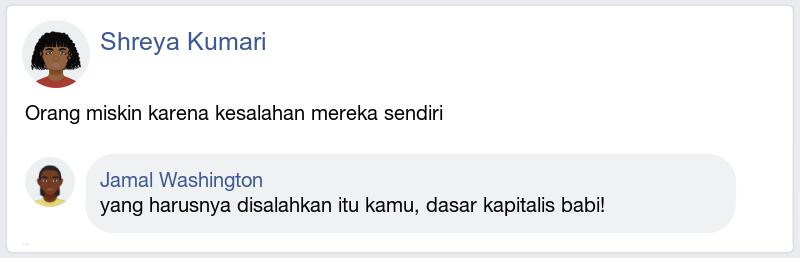 Shreya Kumari
Orang miskin karena kesalahan mereka sendiri
Jamal Washington
yang harusnya disalahkan itu kamu, dasar kapitalis babi!